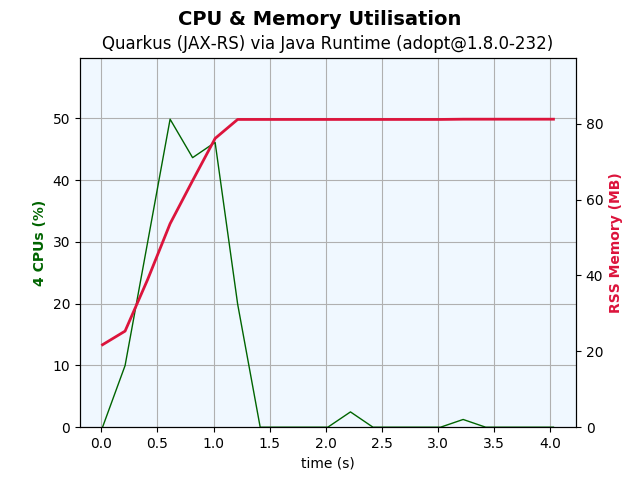 CPU & Memory Utilisation
Quarkus (JAX-RS) via Java Runtime (adopt@1.8.0-232)
50
40
30
20
10
0
4 CPUs (%)
80
60
40
20
0
RSS Memory (MB)
0.0 0.5 1.0 1.5 2.0 2.5 3.0 3.5 4.0
time (s)